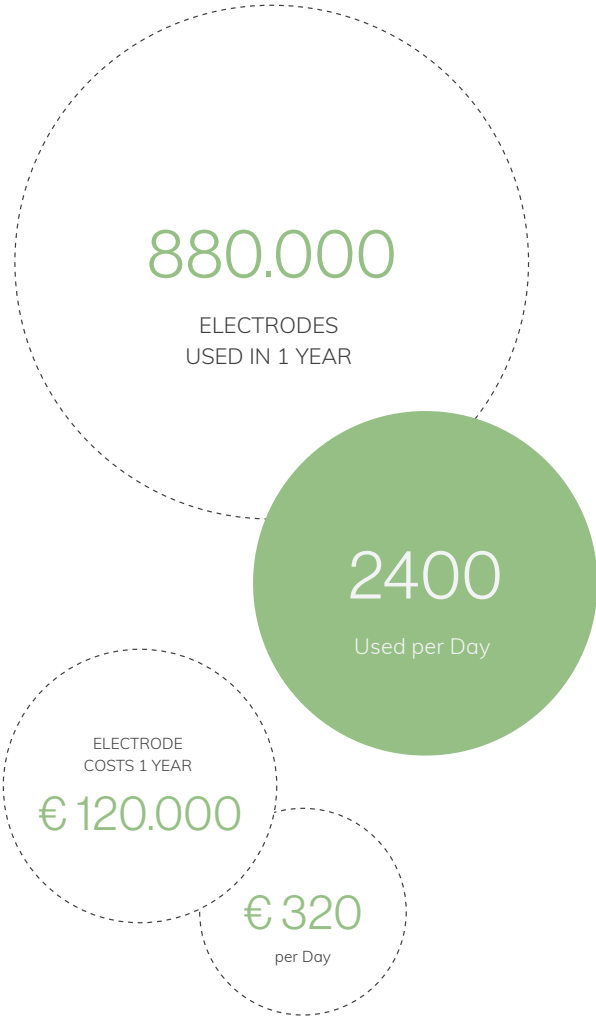 880.000
ELECTRODES
USED IN 1 YEAR
2400
Used per Day
ELECTRODE
COSTS 1 YEAR
€ 120.000
€ 320
per Day